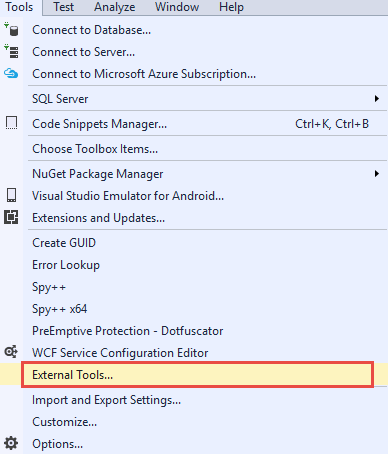 Tools Test Analyze Window Help
Connect to Database...
Connect to Server...
Connect to Microsoft Azure Subscription...
SQL Server
Code Snippets Manager... Ctrl+K, Ctrl+B
Choose Toolbox Items...
NuGet Package Manager
Visual Studio Emulator for Android...
Extensions and Updates...
Create GUID
Error Lookup
Spy++
Spy++ x64
PreEmptive Protection - Dotfuscator
WCF Service Configuration Editor
External Tools...
Import and Export Settings...
Customize...
Options...